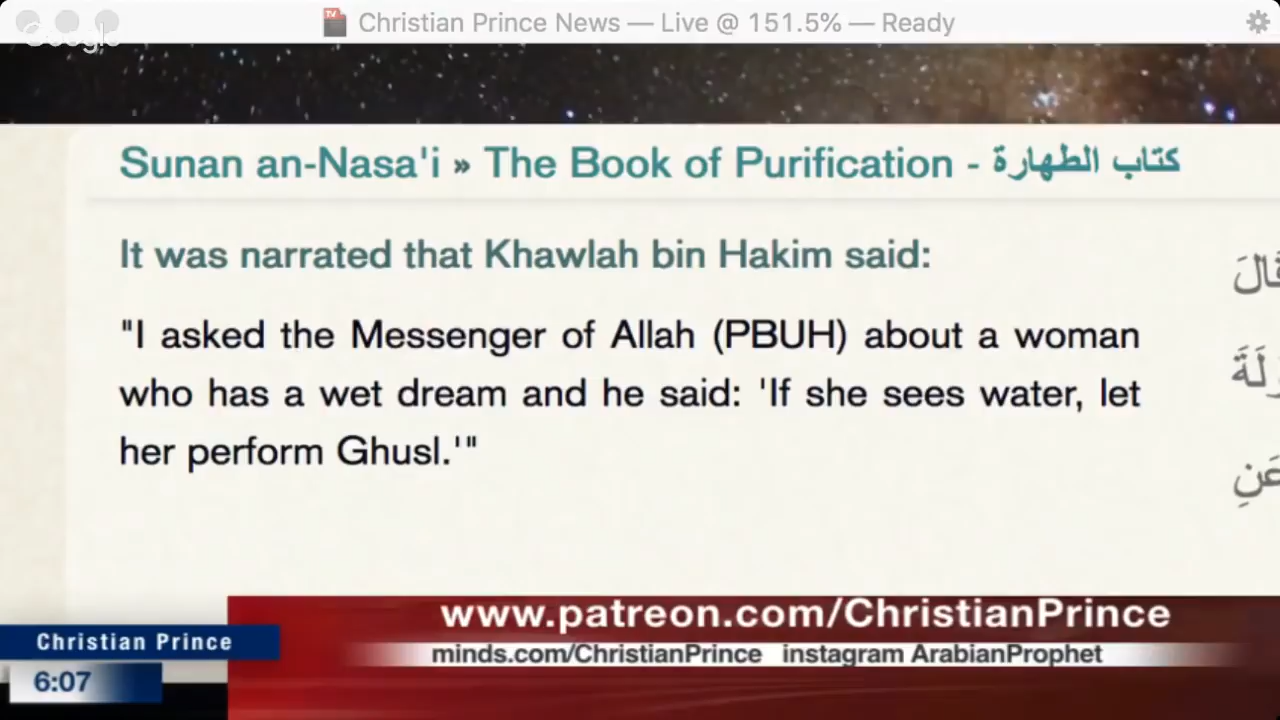 Christian Prince News — Live @ 151.5% — Ready
Google
Sunan an-Nasa'i » The Book of Purification - كتاب الطهارة
It was narrated that Khawlah bin Hakim said:
"I asked the Messenger of Allah (PBUH) about a woman
who has a wet dream and he said: 'If she sees water, let
her perform Ghusl.'"
www.patreon.com/ChristianPrince
Christian Prince
minds.com/ChristianPrince instagram ArabianProphet
6:07